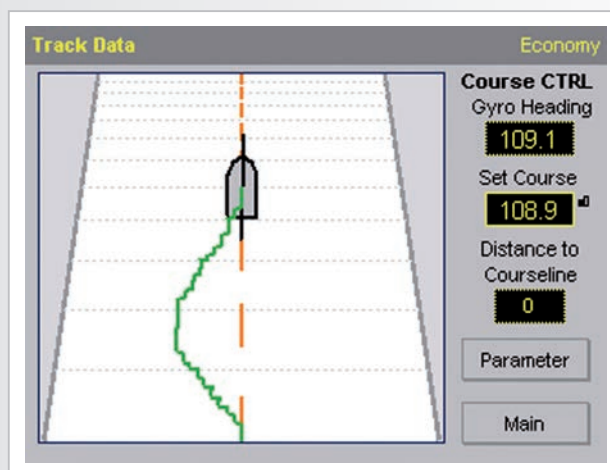 Track Data
Economy
Course CTRL
Gyro Heading
109.1
Set Course
108.9
Distance to
Courseline
0
Parameter
Main